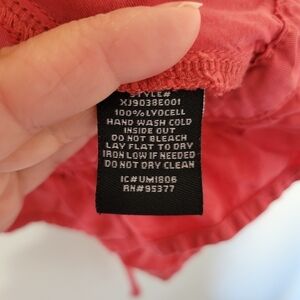 STYLE#
XJ9038E001
100% LYOCELL
HAND WASH COLD
INSIDE OUT
DO NOT BLEACH
LAY FLAT TO DRY
IRON LOW IF NEEDED
DO NOT DRY CLEAN
IC#UM1806
RN#95377